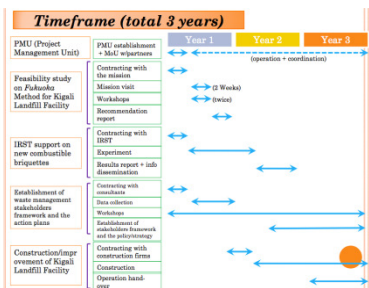 Timeframe (total 3 years)
PMU (Project
Management Unit)
PMU establishment
+ MoU w/partners
Year 1
Year 2
Year 3
(operation + coordination)
Feasibility study
on Fukuoka
Method for Kigali
Landfill Facility
Contracting with
the mission
Mission visit
(2 Weeks)
Workshops
(twice)
Recommendation
report
IRST support on
new combustible
briquettes
Contracting with
IRST
Experiment
Results report + info
dissemination
Establishment of
waste management
stakeholders
framework and the
action plans
Contracting with
consultants
Data collection
Workshops
Establishment of
stakeholders framework
and the policy/strategy
Construction/impr
ovement of Kigali
Landfill Facility
Contracting with
construction firms
Construction
Operation hand-
over